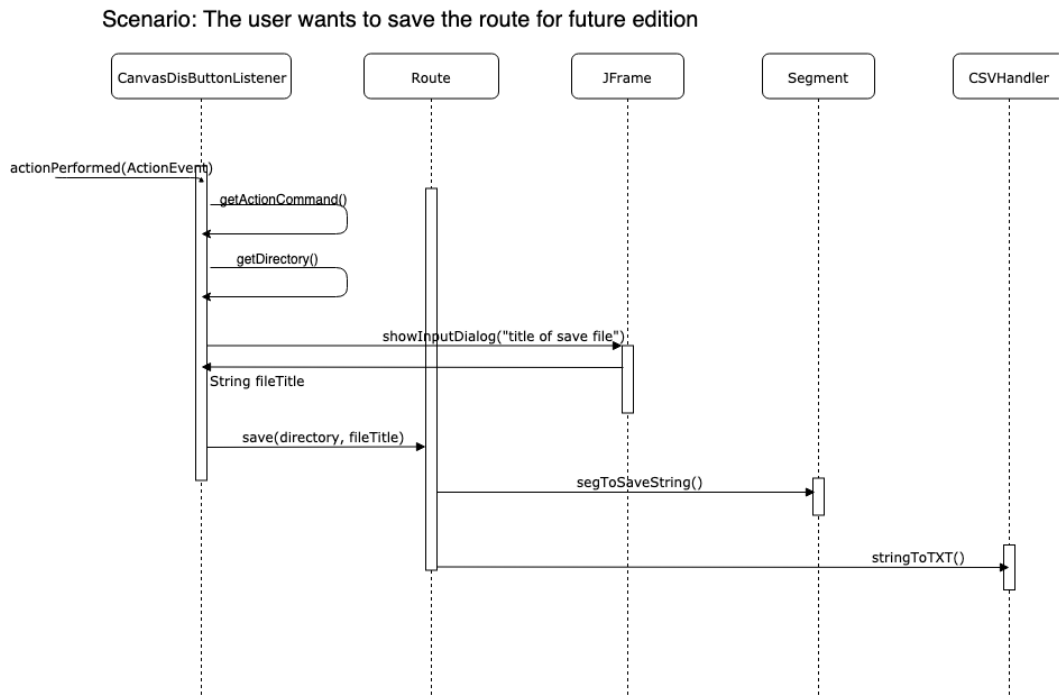 Scenario: The user wants to save the route for future edition
CanvasDisButtonListener
Route
JFrame
Segment
CSVHandler
actionPerformed(ActionEvent)
getActionCommand()
getDirectory()
showInputDialog("title of save file")
String fileTitle
save(directory, fileTitle)
segToSaveString()
stringToTXT()